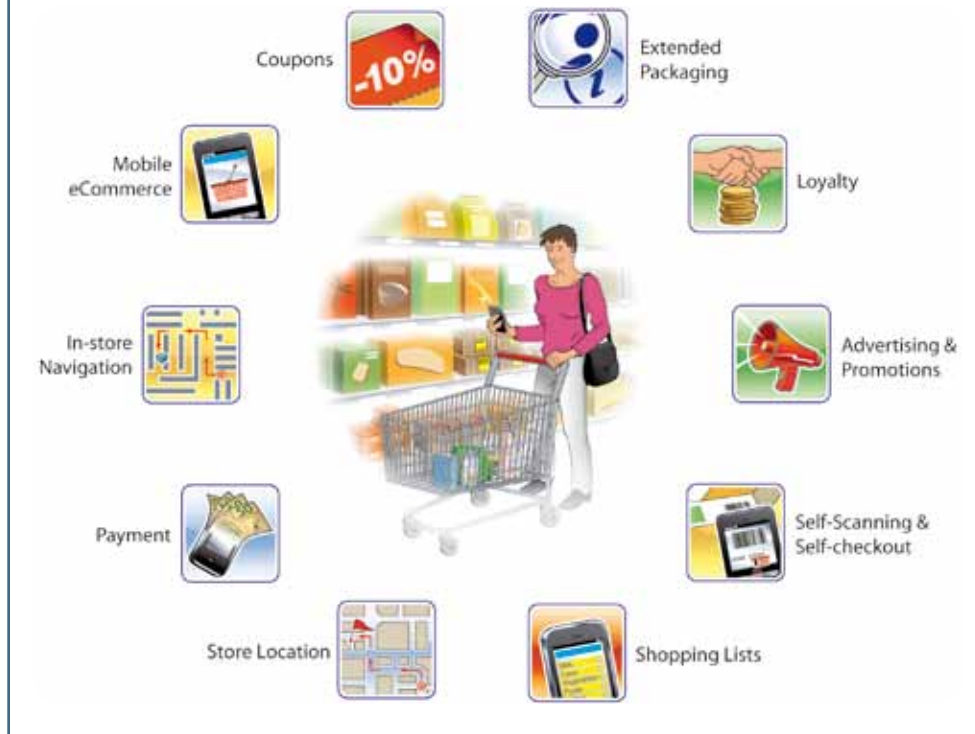 Coupons
-10%
Extended
Packaging
Mobile
eCommerce
Loyalty
In-store
Navigation
Advertising &
Promotions
Payment
Self-Scanning &
Self-checkout
Store Location
Shopping Lists